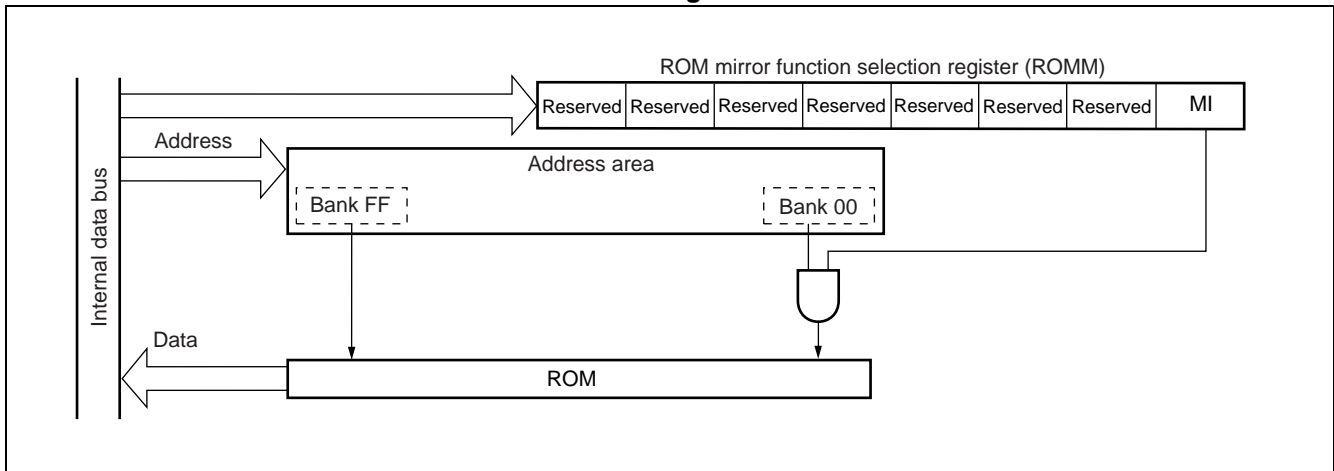 ROM mirror function selection register (ROMM)
Reserved Reserved Reserved Reserved Reserved Reserved Reserved MI
Address
Address area
Bank FF
Bank 00
Internal data bus
Data
ROM